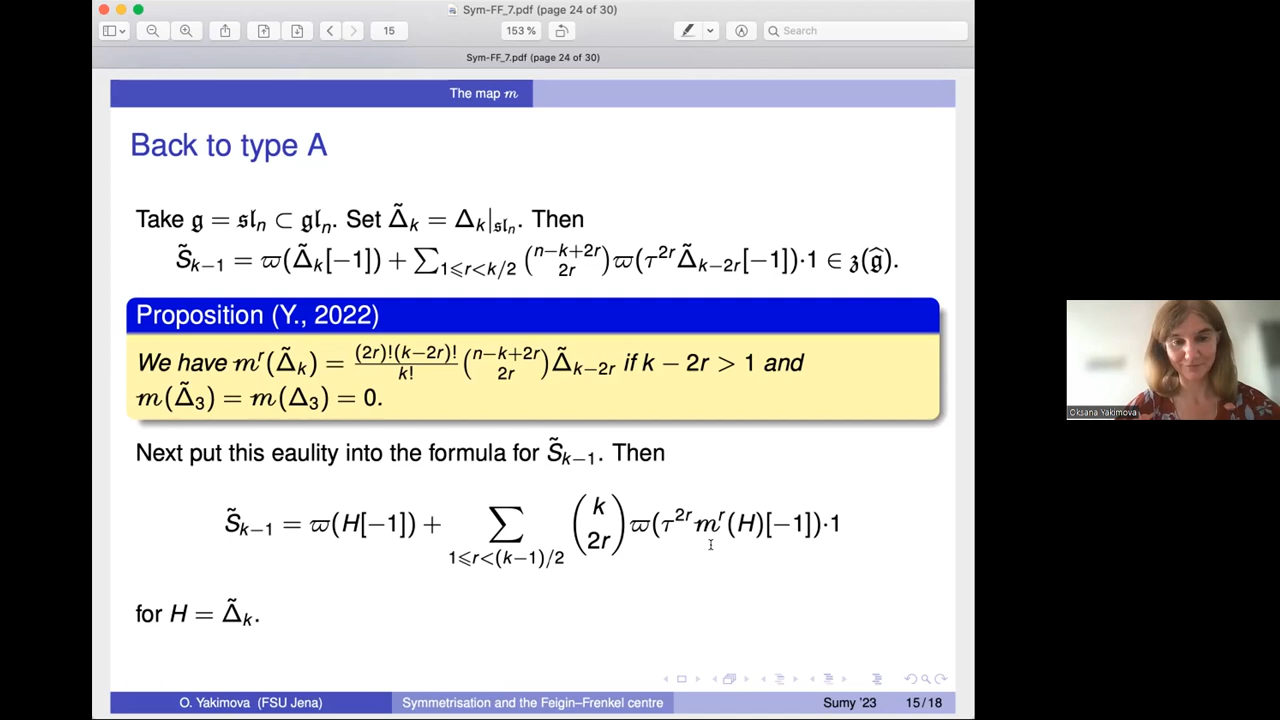 Sym-FF_7.pdf (page 24 of 30)
15
153 %
Search
Sym-FF_7.pdf (page 24 of 30)
The map m
Back to type A
Take 𝔤 = 𝔰𝔩ₙ ⊂ 𝔤𝔩ₙ. Set Δ̃ₖ = Δₖ|𝔰𝔩ₙ. Then
S̃ₖ₋₁ = ϖ(Δ̃ₖ[−1]) + ∑_{1⩽r<k/2} \binom{n−k+2r}{2r} ϖ(τ²ʳΔ̃ₖ₋₂ᵣ[−1])·1 ∈ 𝔷(𝔤̂).
Proposition (Y., 2022)
We have mʳ(Δ̃ₖ) = \frac{(2r)!(k−2r)!}{k!} \binom{n−k+2r}{2r} Δ̃ₖ₋₂ᵣ if k − 2r > 1 and
m(Δ̃₃) = m(Δ₃) = 0.
Next put this eaulity into the formula for S̃ₖ₋₁. Then
S̃ₖ₋₁ = ϖ(H[−1]) + ∑_{1⩽r<(k−1)/2} \binom{k}{2r} ϖ(τ²ʳmʳ(H)[−1])·1
for H = Δ̃ₖ.
O. Yakimova (FSU Jena)
Symmetrisation and the Feigin–Frenkel centre
Sumy '23
15 / 18
Oksana Yakimova